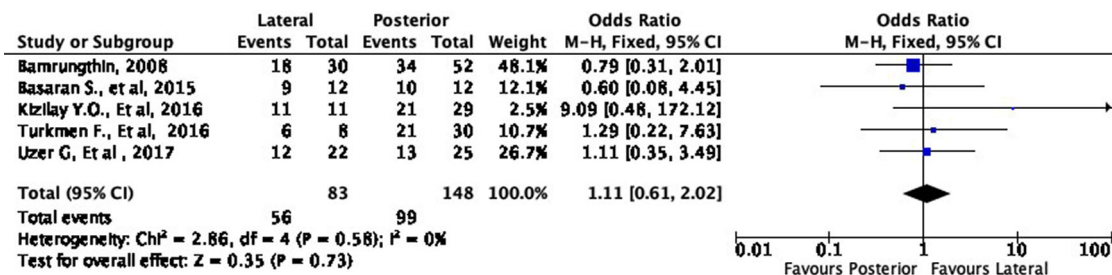 Lateral Posterior Odds Ratio Odds Ratio
Study or Subgroup Events Total Events Total Weight M-H, Fixed, 95% CI M-H, Fixed, 95% CI
Bamrungthin, 2008 18 30 34 52 48.1% 0.79 [0.31, 2.01]
Basaran S., et al, 2015 9 12 10 12 12.1% 0.60 [0.08, 4.45]
Kizilay Y.O., Et al, 2016 11 11 21 29 2.5% 9.09 [0.48, 172.12]
Turkmen F., Et al, 2016 6 8 21 30 10.7% 1.29 [0.22, 7.63]
Uzer G, Et al , 2017 12 22 13 25 26.7% 1.11 [0.35, 3.49]
Total (95% CI) 83 148 100.0% 1.11 [0.61, 2.02]
Total events 56 99
Heterogeneity: Chi² = 2.86, df = 4 (P = 0.58); I² = 0%
Test for overall effect: Z = 0.35 (P = 0.73)
0.01 0.1 1 10 100
Favours Posterior Favours Lateral